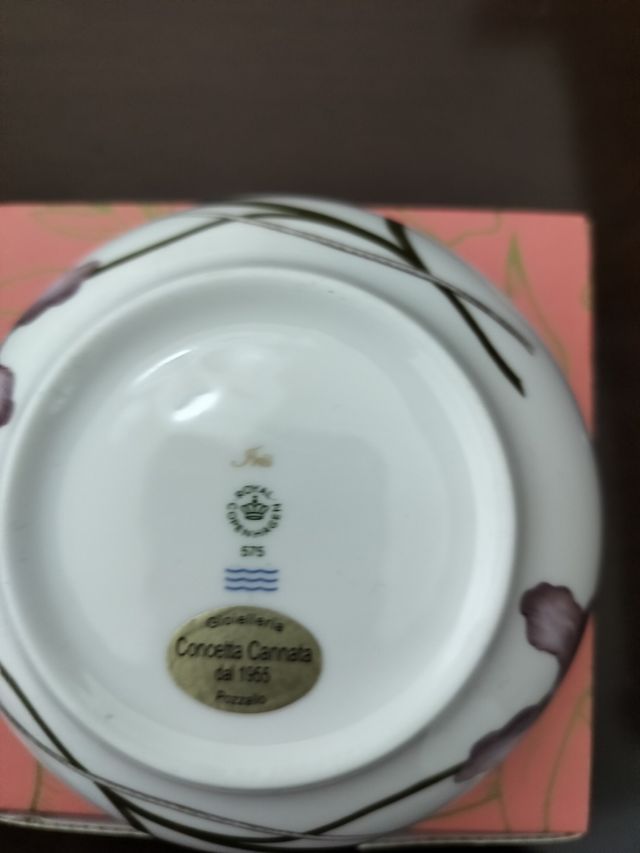 Iris
ROYAL
COPENHAGEN
575
Gioielleria
Concetta Cannata
dal 1965
Pozzallo